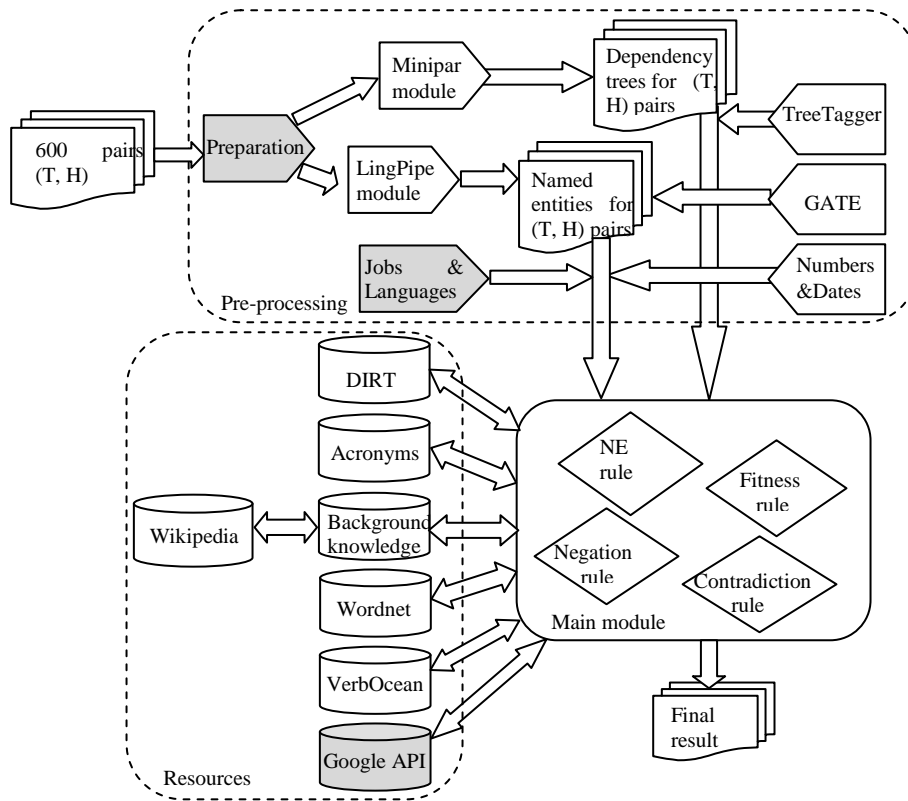 600 pairs
(T, H)
Preparation
Minipar
module
Dependency
trees for (T,
H) pairs
TreeTagger
LingPipe
module
Named
entities for
(T, H) pairs
GATE
Jobs &
Languages
Numbers
&Dates
Pre-processing
DIRT
Acronyms
Wikipedia
Background
knowledge
Wordnet
VerbOcean
Google API
Resources
NE
rule
Fitness
rule
Negation
rule
Contradiction
rule
Main module
Final
result